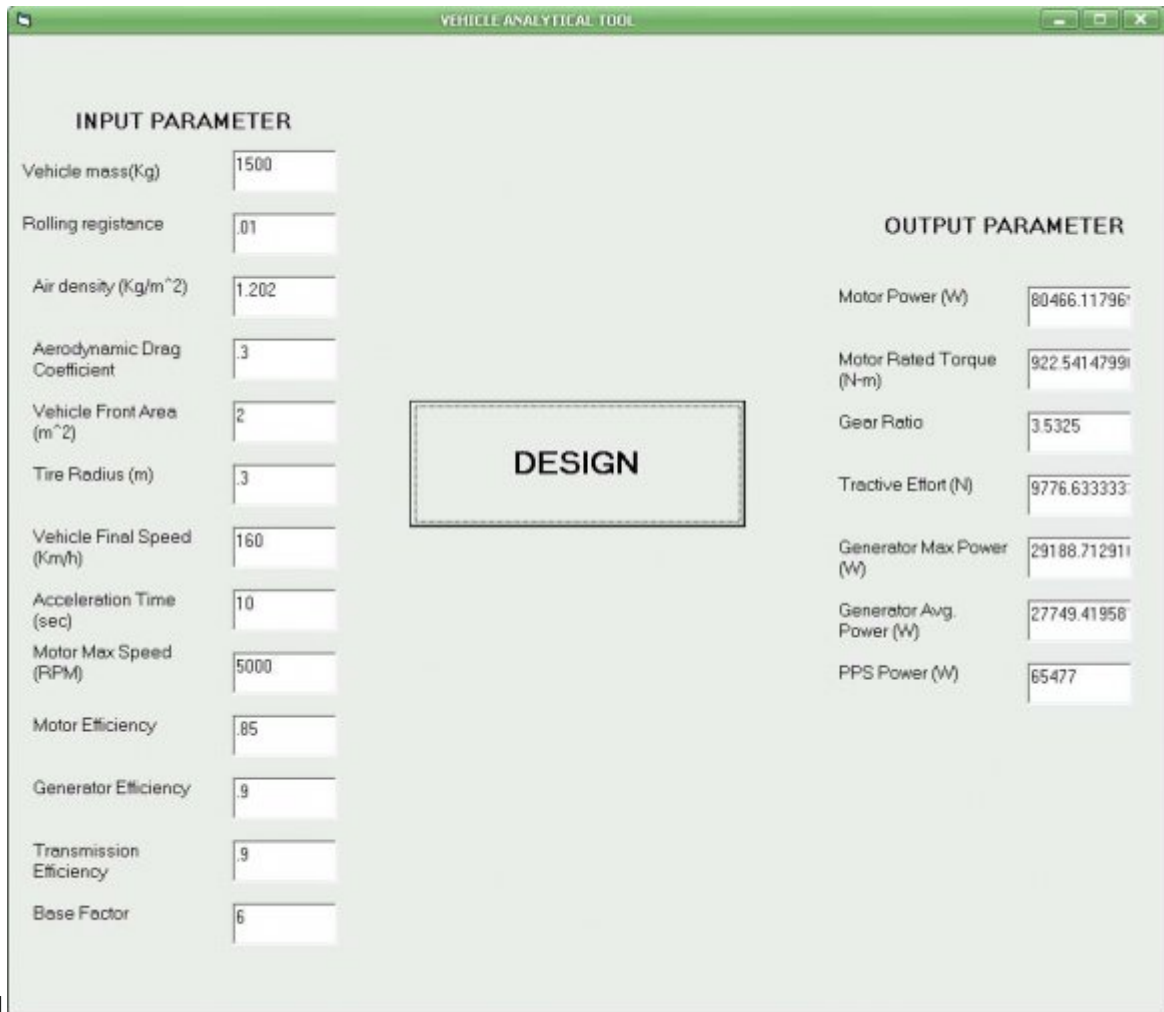 VEHICLE ANALYTICAL TOOL
INPUT PARAMETER
Vehicle mass(Kg)
1500
Rolling registance
.01
Air density (Kg/m^2)
1.202
Aerodynamic Drag
Coefficient
.3
Vehicle Front Area
(m^2)
2
Tire Radius (m)
.3
Vehicle Final Speed
(Km/h)
160
Acceleration Time
(sec)
10
Motor Max Speed
(RPM)
5000
Motor Efficiency
.85
Generator Efficiency
.9
Transmission
Efficiency
.9
Base Factor
6
DESIGN
OUTPUT PARAMETER
Motor Power (W)
80466.11796
Motor Rated Torque
(N-m)
922.5414799
Gear Ratio
3.5325
Tractive Effort (N)
9776.633333
Generator Max Power
(W)
29188.71291
Generator Avg.
Power (W)
27749.41958
PPS Power (W)
65477